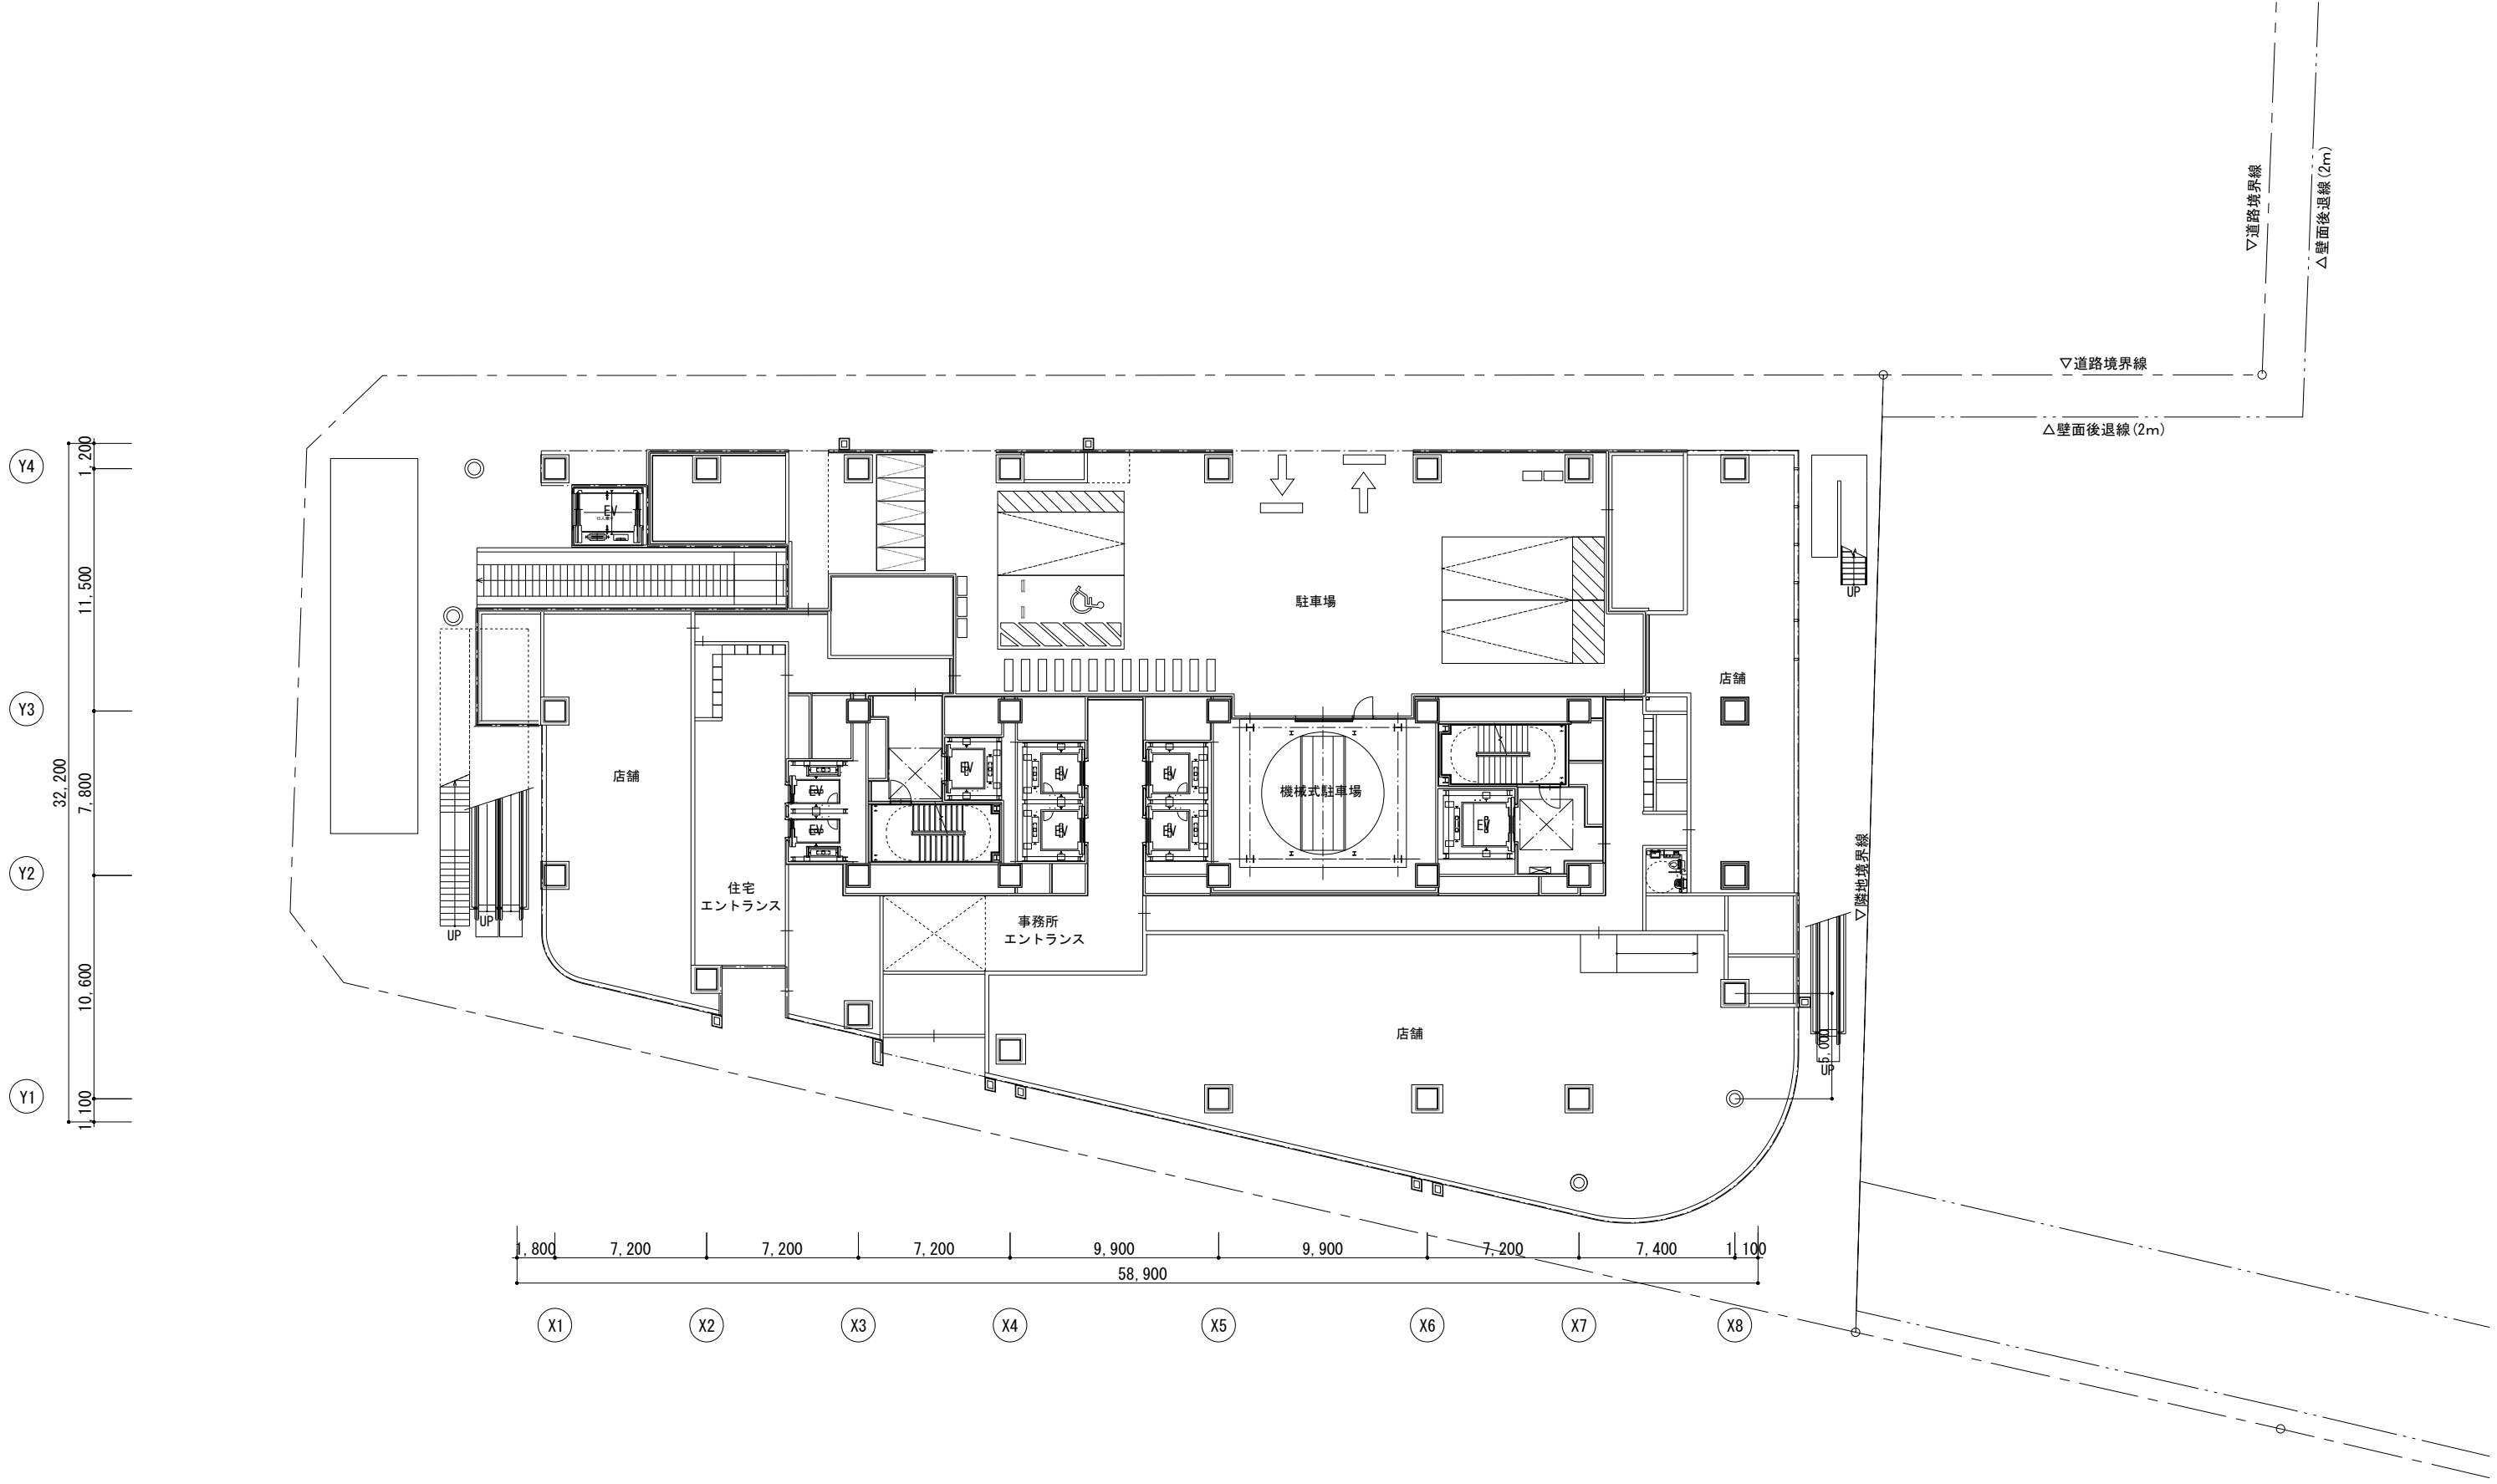 ▽道路境界線
△壁面後退線(2m)
▽道路境界線
△壁面後退線(2m)
Y4
Y3
Y2
Y1
1,200
11,500
7,800
10,600
1,100
32,200
EV
駐車場
UP
店舗
店舗
EV
EV
EV
EV
EV
EV
EV
機械式駐車場
EV
▽隣地境界線
住宅
エントランス
事務所
エントランス
UP
UP
店舗
5,000
UP
1,800
7,200
7,200
7,200
9,900
9,900
7,200
7,400
1,100
58,900
X1
X2
X3
X4
X5
X6
X7
X8